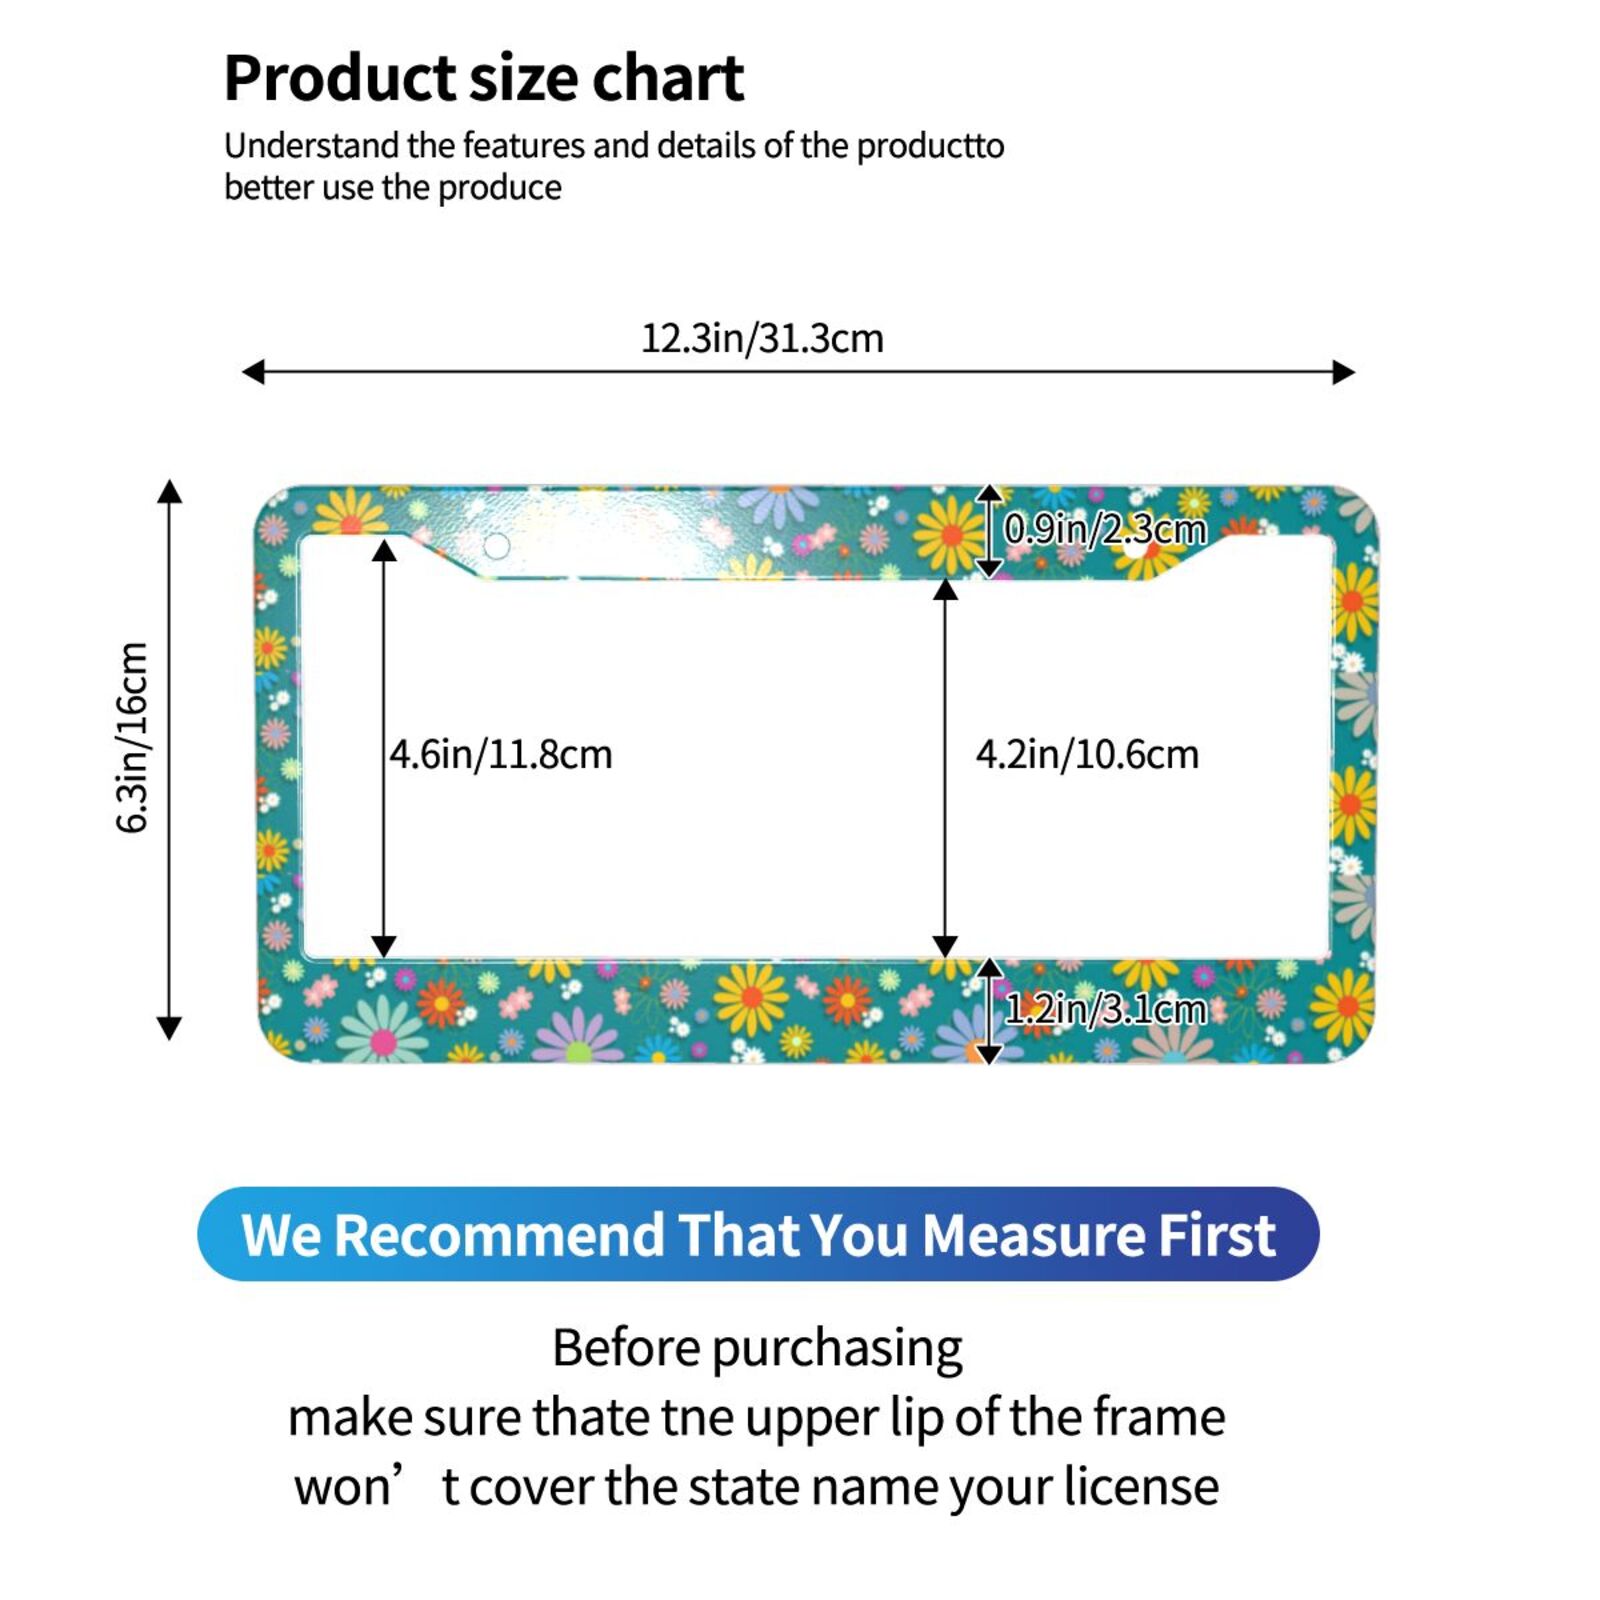 Product size chart
Understand the features and details of the productto
better use the produce
12.3in/31.3cm
0.9in/2.3cm
6.3in/16cm
4.6in/11.8cm
4.2in/10.6cm
1.2in/3.1cm
We Recommend That You Measure First
Before purchasing
make sure thate tne upper lip of the frame
won’ t cover the state name your license